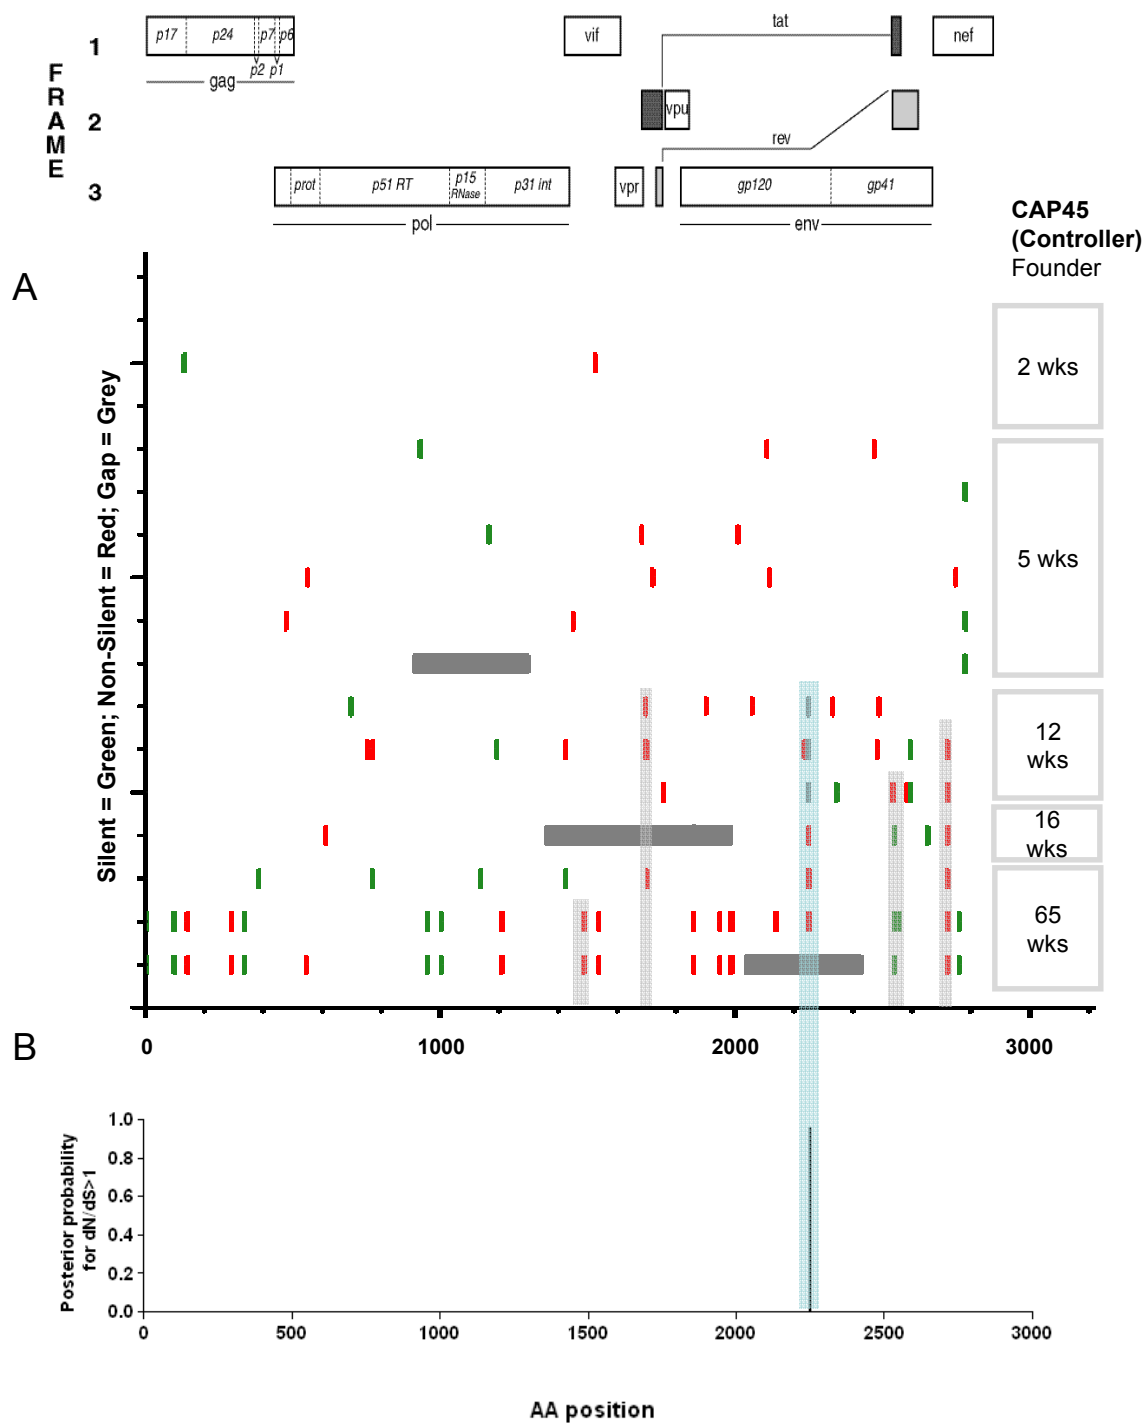 p17 p24 p7 p6
p2 p1
gag
vif
tat
nef
vpu
rev
prot p51 RT p15 RNase p31 int
pol
vpr
gp120 gp41
env
FRAME
1
2
3
CAP45
(Controller)
Founder
A
Silent = Green; Non-Silent = Red; Gap = Grey
2 wks
5 wks
12
wks
16
wks
65
wks
0 1000 2000 3000
B
Posterior probability
for dN/dS>1
1.0
0.8
0.6
0.4
0.2
0.0
0 500 1000 1500 2000 2500 3000
AA position